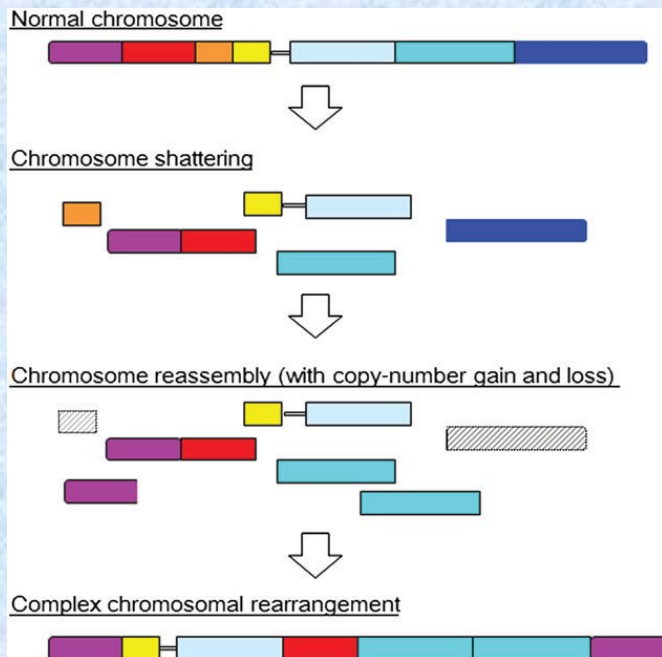 Normal chromosome
Chromosome shattering
Chromosome reassembly (with copy-number gain and loss)
Complex chromosomal rearrangement